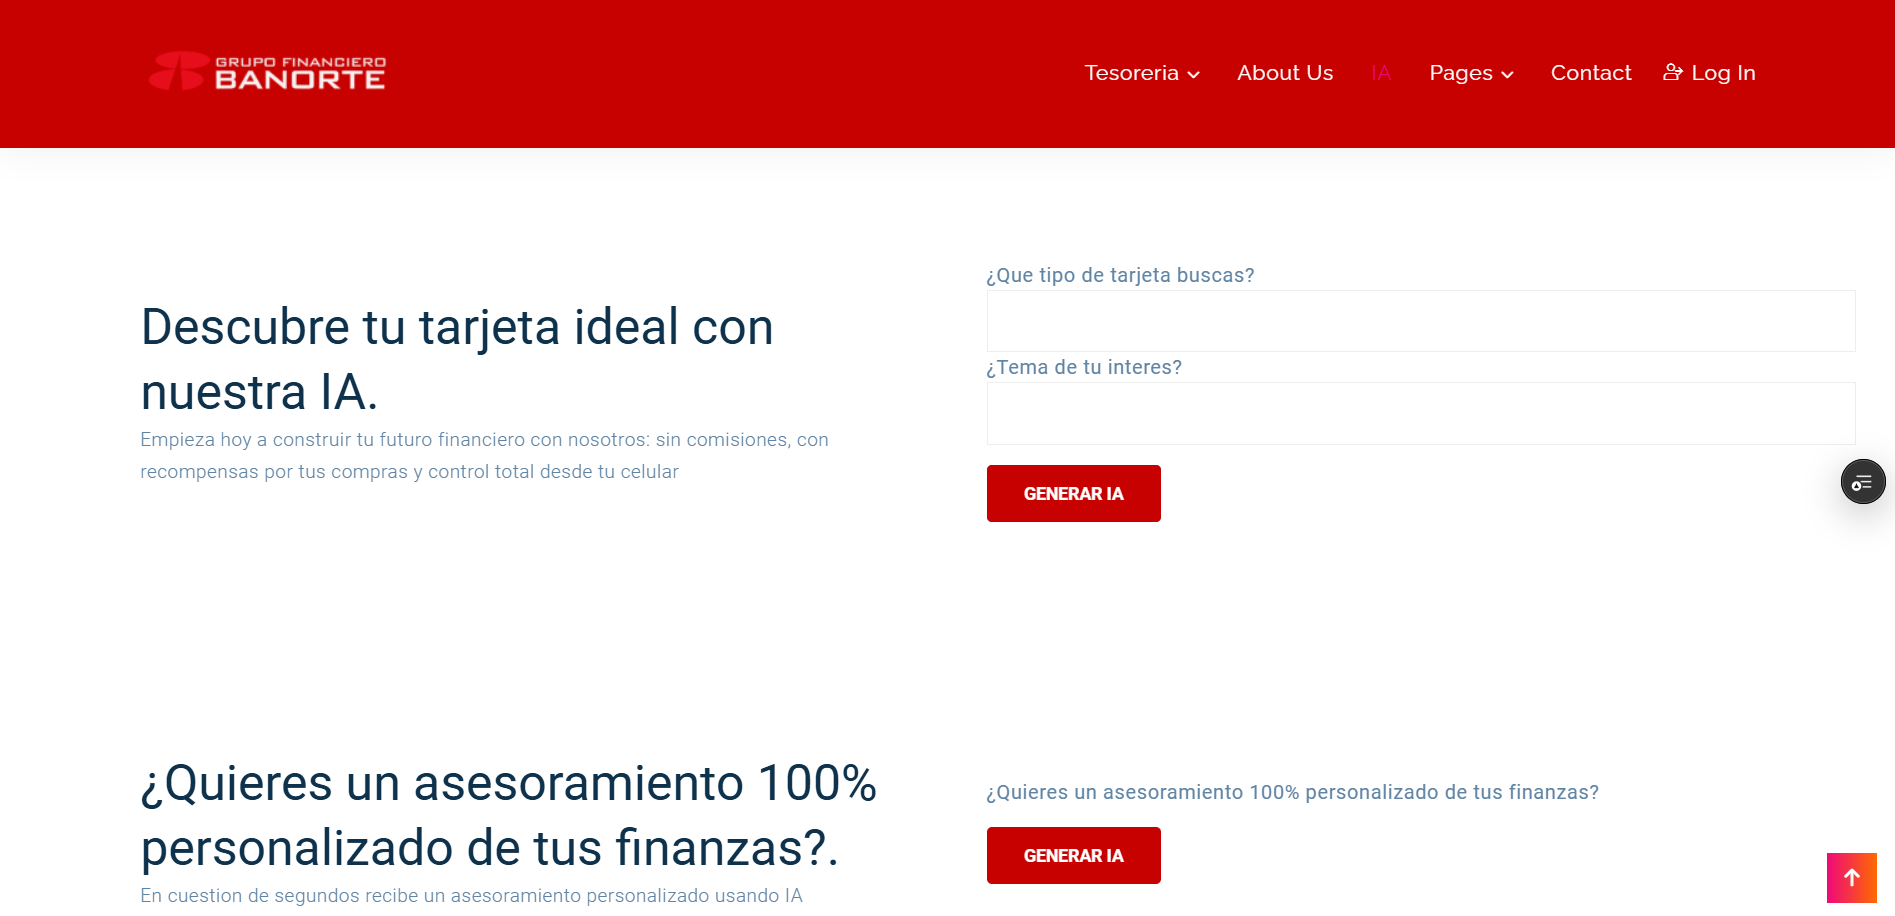 GRUPO FINANCIERO
BANORTE
Tesoreria
About Us
IA
Pages
Contact
Log In
Descubre tu tarjeta ideal con
nuestra IA.
Empieza hoy a construir tu futuro financiero con nosotros: sin comisiones, con
recompensas por tus compras y control total desde tu celular
¿Que tipo de tarjeta buscas?
¿Tema de tu interes?
GENERAR IA
¿Quieres un asesoramiento 100%
personalizado de tus finanzas?.
En cuestion de segundos recibe un asesoramiento personalizado usando IA
¿Quieres un asesoramiento 100% personalizado de tus finanzas?
GENERAR IA